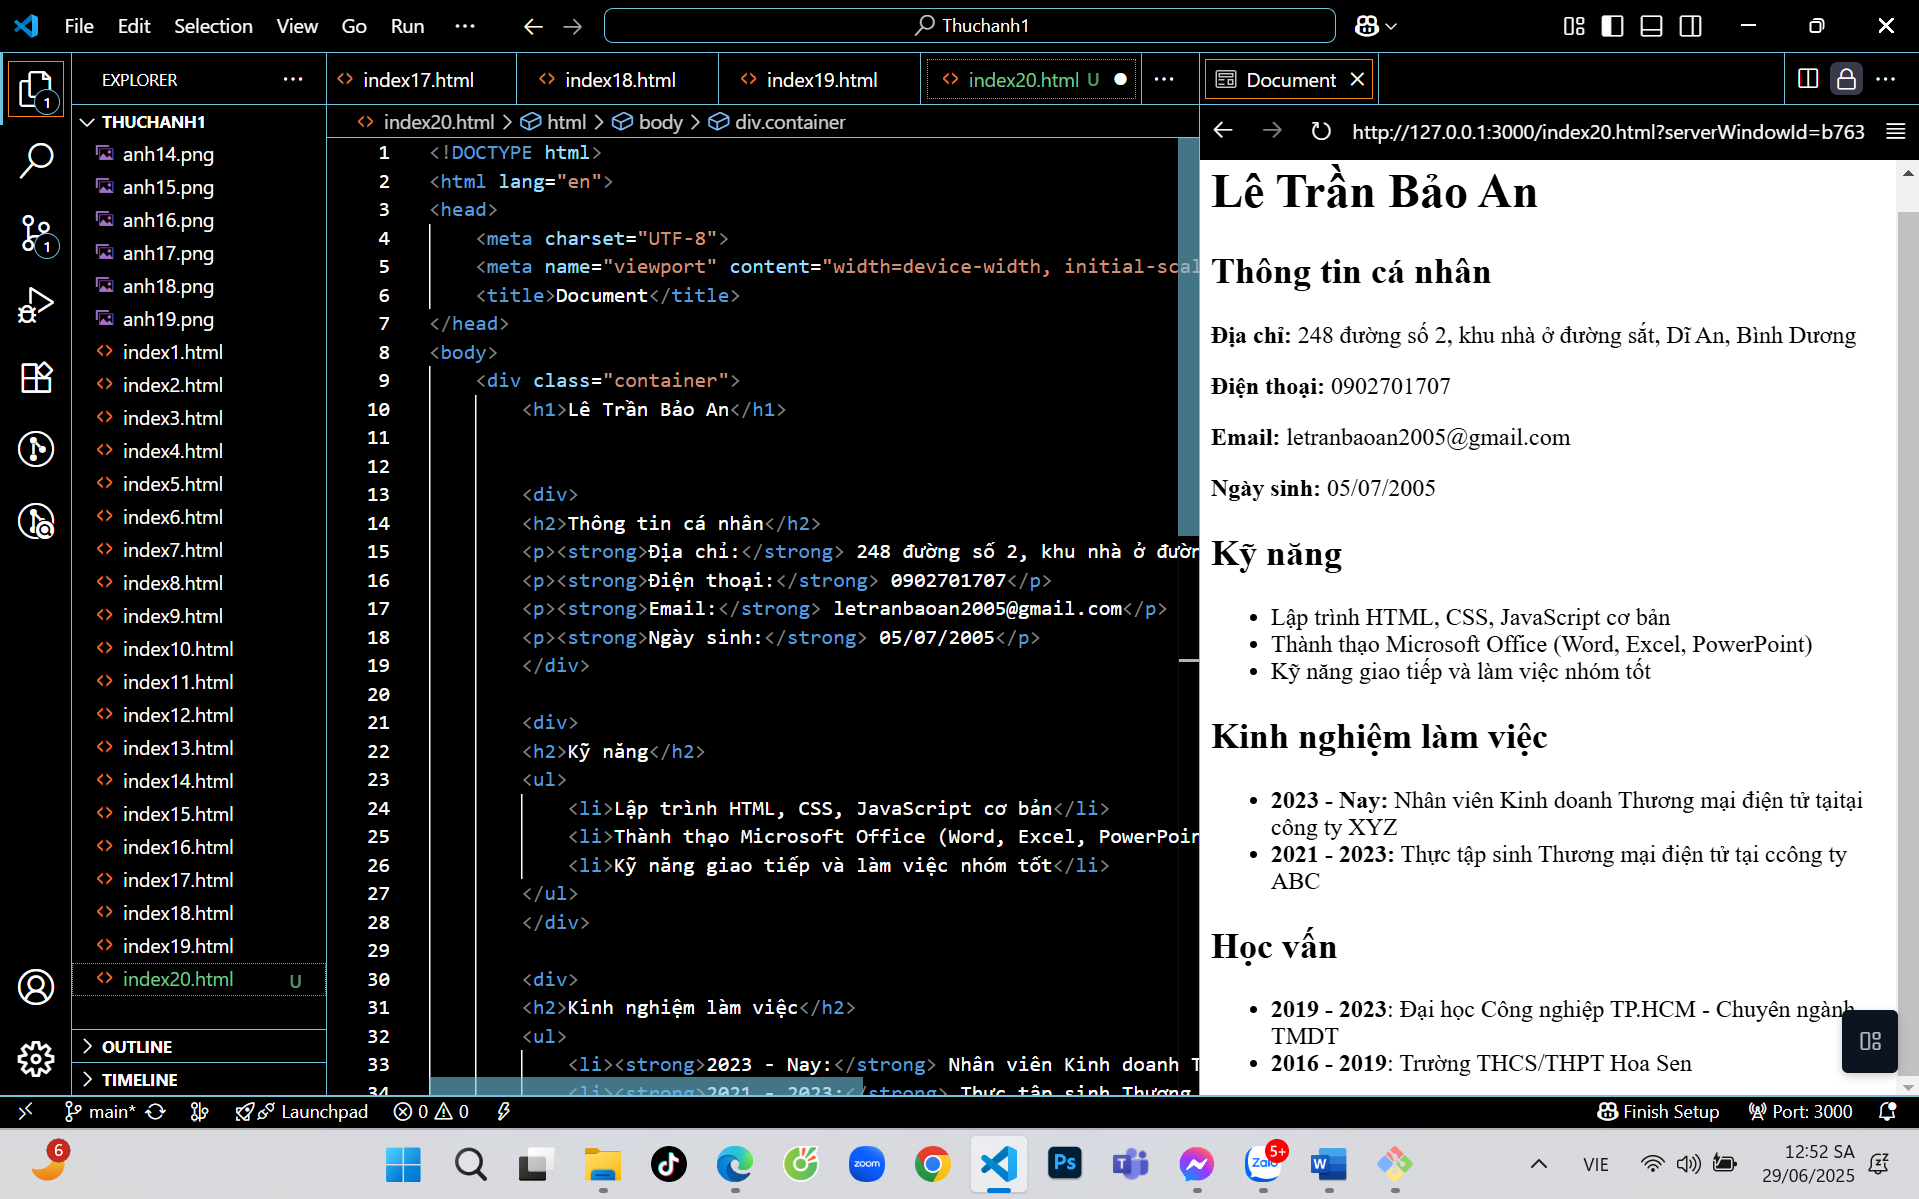 File Edit Selection View Go Run ··· Thuchanh1
EXPLORER ···
index17.html index18.html index19.html index20.html U ···
Document
THUCHANH1
anh14.png
anh15.png
anh16.png
anh17.png
anh18.png
anh19.png
index1.html
index2.html
index3.html
index4.html
index5.html
index6.html
index7.html
index8.html
index9.html
index10.html
index11.html
index12.html
index13.html
index14.html
index15.html
index16.html
index17.html
index18.html
index19.html
index20.html U
OUTLINE
TIMELINE
index20.html > html > body > div.container
1 <!DOCTYPE html>
2 <html lang="en">
3 <head>
4 <meta charset="UTF-8">
5 <meta name="viewport" content="width=device-width, initial-scal
6 <title>Document</title>
7 </head>
8 <body>
9 <div class="container">
10 <h1>Lê Trần Bảo An</h1>
11
12
13 <div>
14 <h2>Thông tin cá nhân</h2>
15 <p><strong>Địa chỉ:</strong> 248 đường số 2, khu nhà ở đườn
16 <p><strong>Điện thoại:</strong> 0902701707</p>
17 <p><strong>Email:</strong> letranbaoan2005@gmail.com</p>
18 <p><strong>Ngày sinh:</strong> 05/07/2005</p>
19 </div>
20
21 <div>
22 <h2>Kỹ năng</h2>
23 <ul>
24 <li>Lập trình HTML, CSS, JavaScript cơ bản</li>
25 <li>Thành thạo Microsoft Office (Word, Excel, PowerPoin
26 <li>Kỹ năng giao tiếp và làm việc nhóm tốt</li>
27 </ul>
28 </div>
29
30 <div>
31 <h2>Kinh nghiệm làm việc</h2>
32 <ul>
33 <li><strong>2023 - Nay:</strong> Nhân viên Kinh doanh T
34 <li><strong>2021 - 2023:</strong> Thực tập sinh Thương
http://127.0.0.1:3000/index20.html?serverWindowId=b763
Lê Trần Bảo An
Thông tin cá nhân
Địa chỉ: 248 đường số 2, khu nhà ở đường sắt, Dĩ An, Bình Dương
Điện thoại: 0902701707
Email: letranbaoan2005@gmail.com
Ngày sinh: 05/07/2005
Kỹ năng
• Lập trình HTML, CSS, JavaScript cơ bản
• Thành thạo Microsoft Office (Word, Excel, PowerPoint)
• Kỹ năng giao tiếp và làm việc nhóm tốt
Kinh nghiệm làm việc
• 2023 - Nay: Nhân viên Kinh doanh Thương mại điện tử tạitại
công ty XYZ
• 2021 - 2023: Thực tập sinh Thương mại điện tử tại ccông ty
ABC
Học vấn
• 2019 - 2023: Đại học Công nghiệp TP.HCM - Chuyên ngành
TMDT
• 2016 - 2019: Trường THCS/THPT Hoa Sen
main* Launchpad 0 0 Finish Setup Port: 3000
6 zoom Ps Zalo 5+ W VIE 12:52 SA
29/06/2025